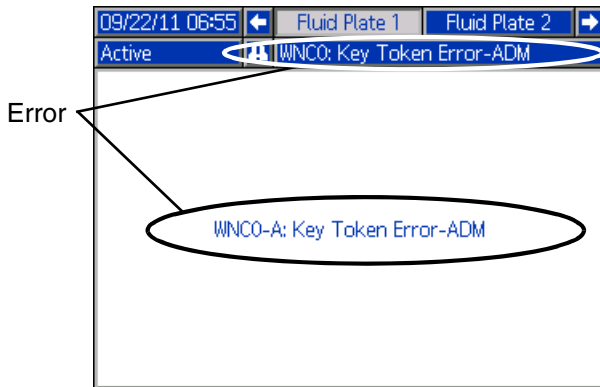 09/22/11 06:55 Fluid Plate 1 Fluid Plate 2
Active WNC0: Key Token Error-ADM
Error
WNC0-A: Key Token Error-ADM